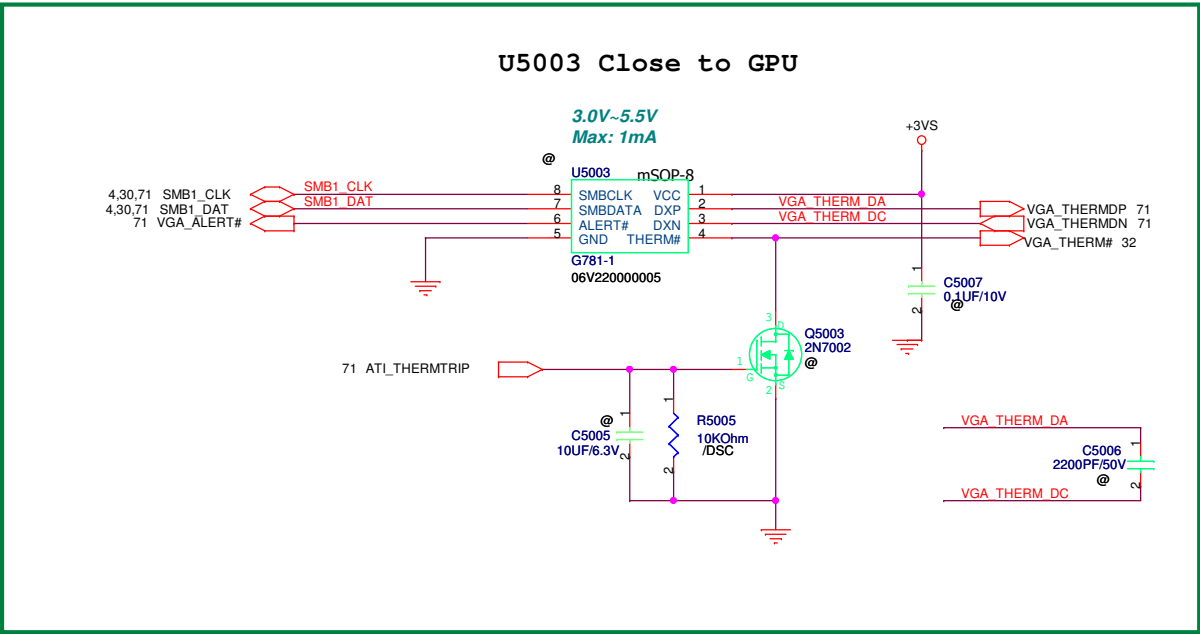 U5003 Close to GPU
3.0V~5.5V
Max: 1mA
+3VS
@
U5003
mSOP-8
4,30,71 SMB1_CLK
SMB1_CLK
8
SMBCLK
VCC
1
4,30,71 SMB1_DAT
SMB1_DAT
7
SMBDATA
DXP
2
VGA_THERM_DA
VGA_THERMDP 71
71 VGA_ALERT#
6
ALERT#
DXN
3
VGA_THERM_DC
VGA_THERMDN 71
5
GND
THERM#
4
VGA_THERM# 32
G781-1
06V220000005
1
C5007
0.1UF/10V
@
2
3
D
Q5003
2N7002
@
1
G
2
S
71 ATI_THERMTRIP
@
1
C5005
10UF/6.3V
2
1
R5005
10KOhm
/DSC
2
VGA_THERM_DA
1
C5006
2200PF/50V
@
2
VGA_THERM_DC